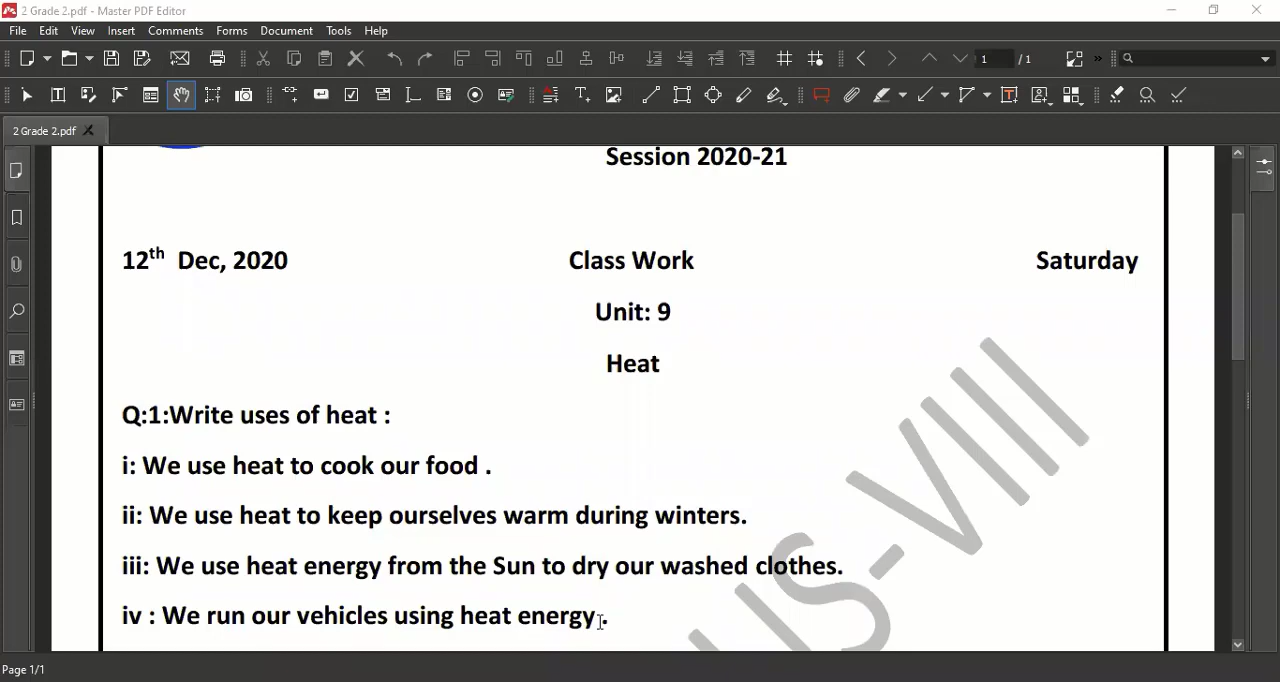 2 Grade 2.pdf - Master PDF Editor
File Edit View Insert Comments Forms Document Tools Help
1 / 1
2 Grade 2.pdf
Session 2020-21
12th Dec, 2020 Class Work Saturday
Unit: 9
Heat
Q:1:Write uses of heat :
i: We use heat to cook our food .
ii: We use heat to keep ourselves warm during winters.
iii: We use heat energy from the Sun to dry our washed clothes.
iv : We run our vehicles using heat energy .
US-VIII
Page 1/1